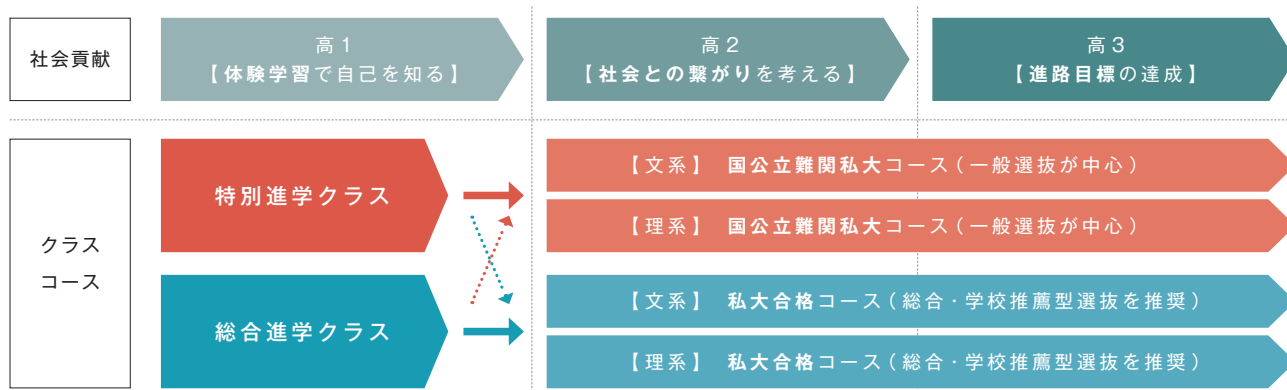 社会貢献
高1
【体験学習で自己を知る】
高2
【社会との繋がりを考える】
高3
【進路目標の達成】
クラス
コース
特別進学クラス
【文系】 国公立難関私大コース(一般選抜が中心)
【理系】 国公立難関私大コース(一般選抜が中心)
総合進学クラス
【文系】 私大合格コース(総合・学校推薦型選抜を推奨)
【理系】 私大合格コース(総合・学校推薦型選抜を推奨)